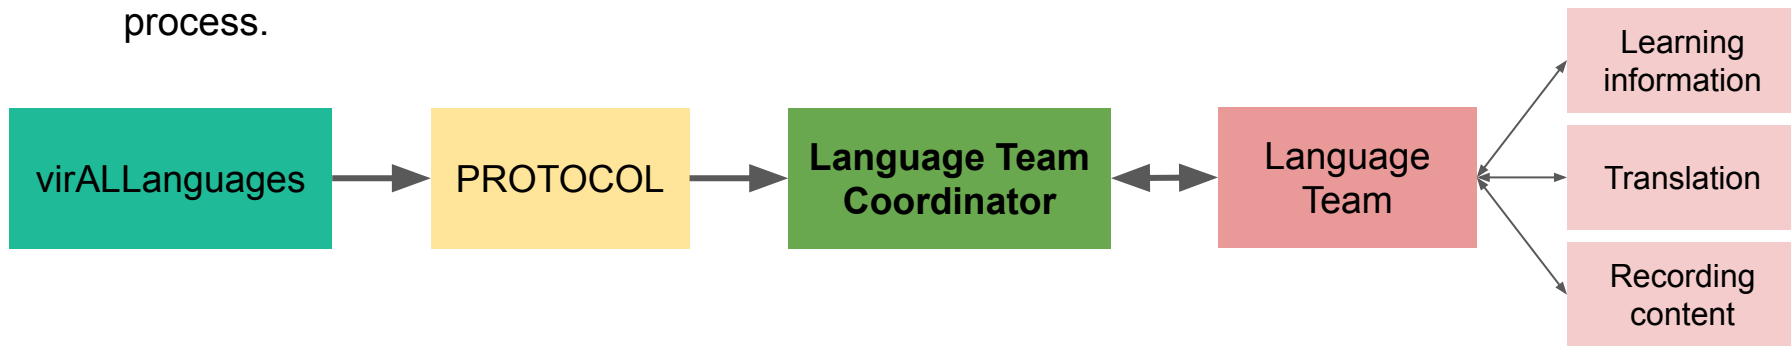 process.
virALLanguages
PROTOCOL
Language Team
Coordinator
Language
Team
Learning
information
Translation
Recording
content